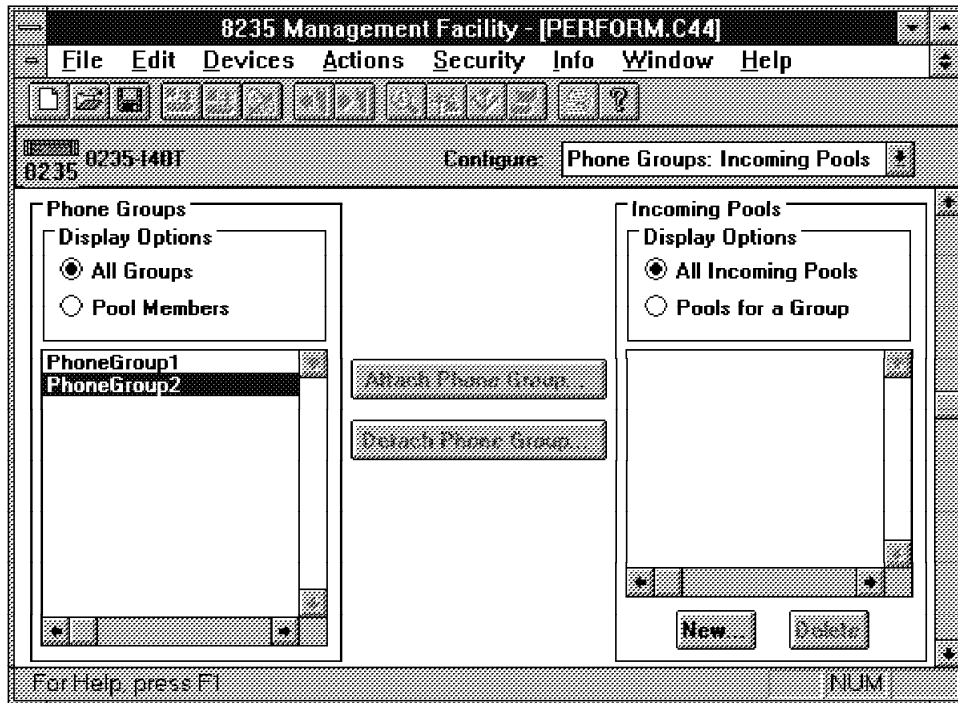 8235 Management Facility - [PERFORM.C44]
File Edit Devices Actions Security Info Window Help
8235
8235-I40T
Configure: Phone Groups: Incoming Pools
Phone Groups
Display Options
All Groups
Pool Members
PhoneGroup1
PhoneGroup2
Attach Phone Group...
Detach Phone Group...
Incoming Pools
Display Options
All Incoming Pools
Pools for a Group
New...
Delete
For Help, press F1
NUM